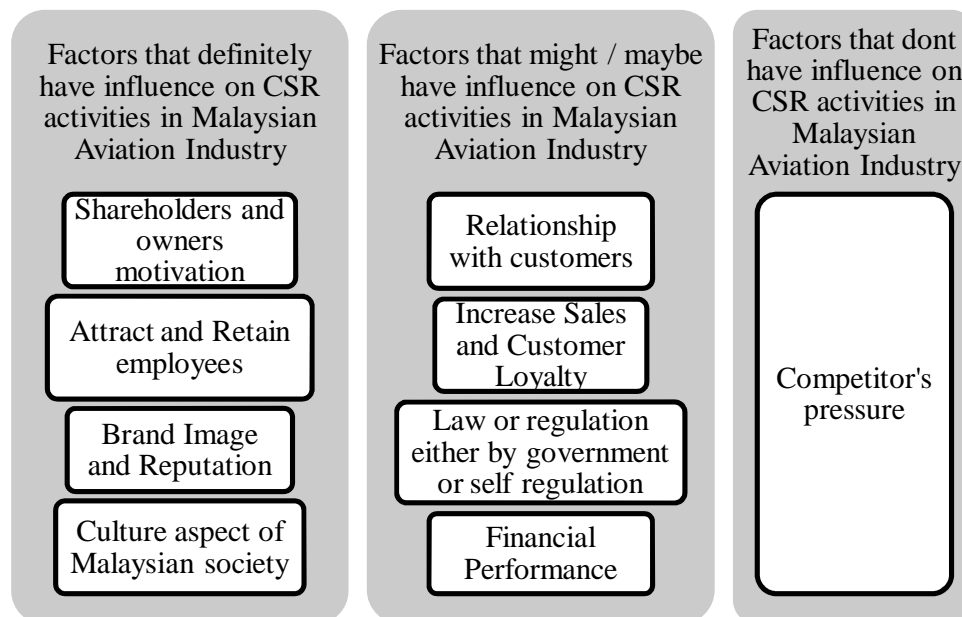 Factors that definitely
have influence on CSR
activities in Malaysian
Aviation Industry
Shareholders and
owners
motivation
Attract and Retain
employees
Brand Image
and Reputation
Culture aspect of
Malaysian society
Factors that might / maybe
have influence on CSR
activities in Malaysian
Aviation Industry
Relationship
with customers
Increase Sales
and Customer
Loyalty
Law or regulation
either by government
or self regulation
Financial
Performance
Factors that dont
have influence on
CSR activities in
Malaysian
Aviation Industry
Competitor's
pressure